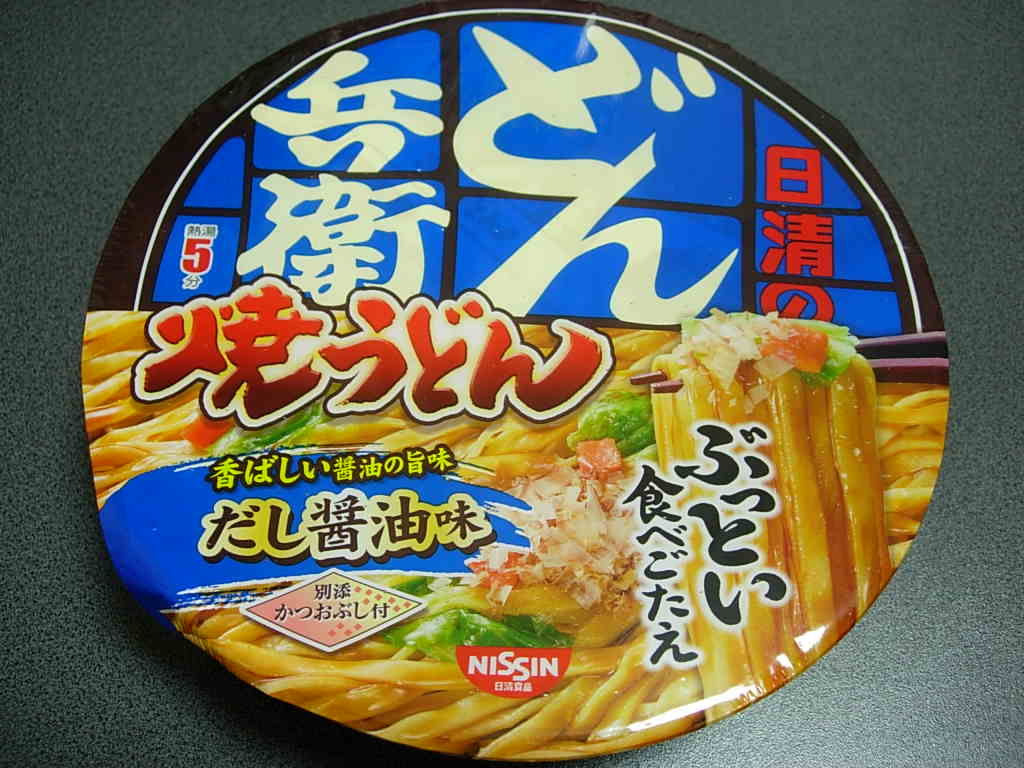 日清の
どん
兵衛
熱湯
5
分
焼うどん
香ばしい醤油の旨味
だし醤油味
別添
かつおぶし付
ぶっとい
食べごたえ
NISSIN
日清食品